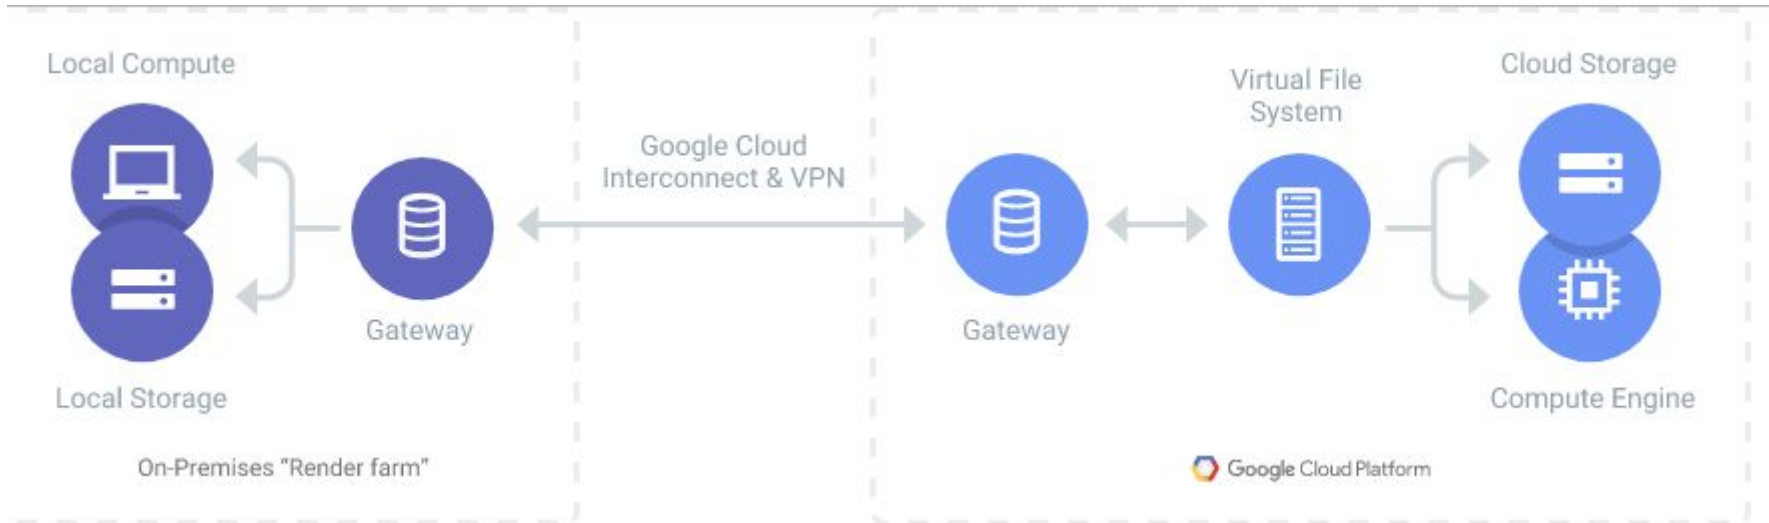 Local Compute
Local Storage
Gateway
On-Premises “Render farm”
Google Cloud
Interconnect & VPN
Gateway
Virtual File
System
Cloud Storage
Compute Engine
Google Cloud Platform